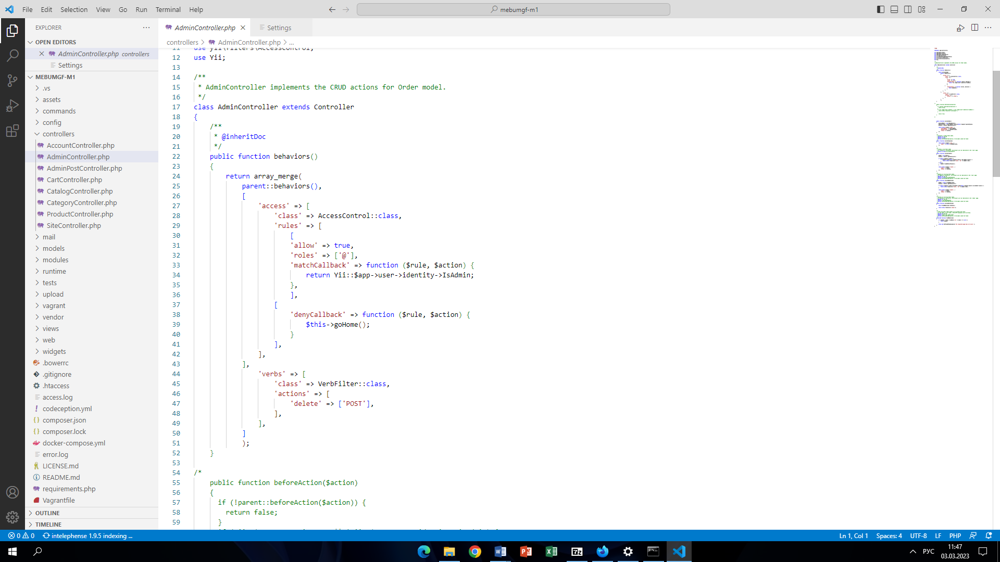 File Edit Selection View Go Run Terminal Help
mebumgf-m1
EXPLORER
OPEN EDITORS
AdminController.php controllers
Settings
MEBUMGF-M1
.vs
assets
commands
config
controllers
AccountController.php
AdminController.php
AdminPostController.php
CartController.php
CatalogController.php
CategoryController.php
ProductController.php
SiteController.php
mail
models
modules
runtime
tests
upload
vagrant
vendor
views
web
widgets
.bowerrc
.gitignore
.htaccess
access.log
codeception.yml
composer.json
composer.lock
docker-compose.yml
error.log
LICENSE.md
README.md
requirements.php
Vagrantfile
OUTLINE
TIMELINE
AdminController.php
Settings
controllers > AdminController.php > ...
11 use yii\filters\AccessControl;
12 use Yii;
13
14 /**
15 * AdminController implements the CRUD actions for Order model.
16 */
17 class AdminController extends Controller
18 {
19 /**
20 * @inheritDoc
21 */
22 public function behaviors()
23 {
24 return array_merge(
25 parent::behaviors(),
26 [
27 'access' => [
28 'class' => AccessControl::class,
29 'rules' => [
30 [
31 'allow' => true,
32 'roles' => ['@'],
33 'matchCallback' => function ($rule, $action) {
34 return Yii::$app->user->identity->IsAdmin;
35 },
36 ],
37 [
38 'denyCallback' => function ($rule, $action) {
39 $this->goHome();
40 }
41 ],
42 ],
43 ],
44 'verbs' => [
45 'class' => VerbFilter::class,
46 'actions' => [
47 'delete' => ['POST'],
48 ],
49 ],
50 ]
51 );
52 }
53
54 /*
55 public function beforeAction($action)
56 {
57 if (!parent::beforeAction($action)) {
58 return false;
59 }
0 0 intelephense 1.9.5 indexing ...
Ln 1, Col 1 Spaces: 4 UTF-8 LF PHP
РУС
11:47
03.03.2023